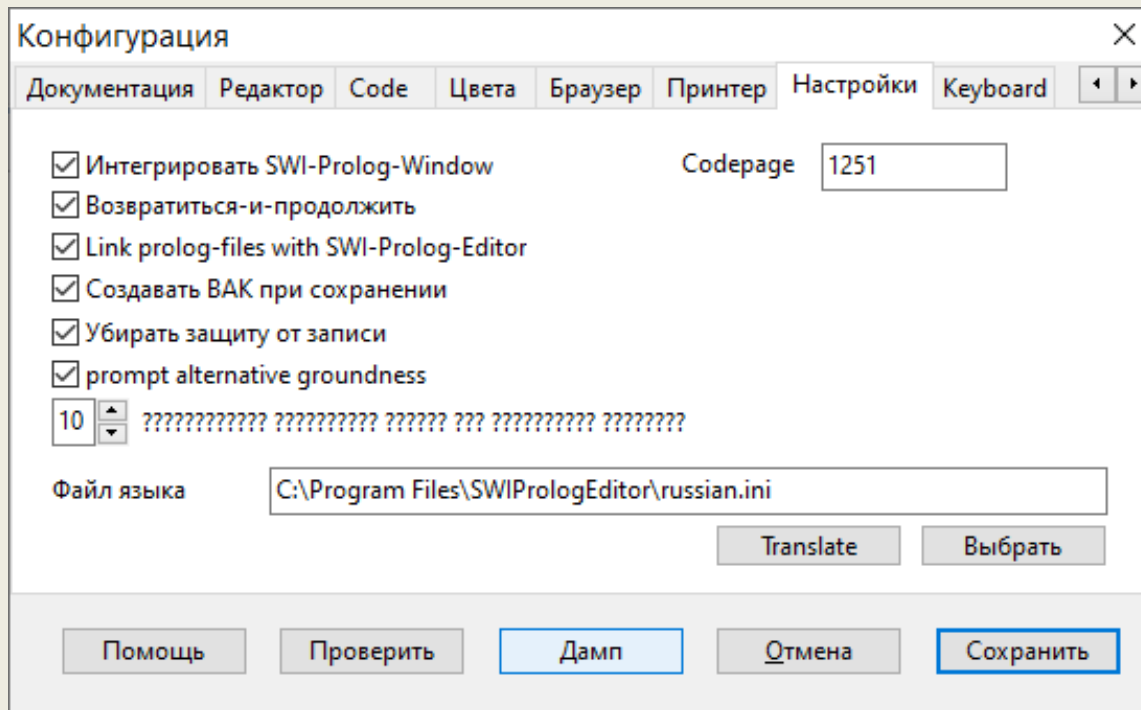 Конфигурация
Документация Редактор Code Цвета Браузер Принтер Настройки Keyboard
Интегрировать SWI-Prolog-Window Codepage 1251
Возвратиться-и-продолжить
Link prolog-files with SWI-Prolog-Editor
Создавать BAK при сохранении
Убирать защиту от записи
prompt alternative groundness
10 ???????????? ?????????? ?????? ??? ?????????? ????????
Файл языка C:\Program Files\SWIPrologEditor\russian.ini
Translate Выбрать
Помощь Проверить Дамп Отмена Сохранить